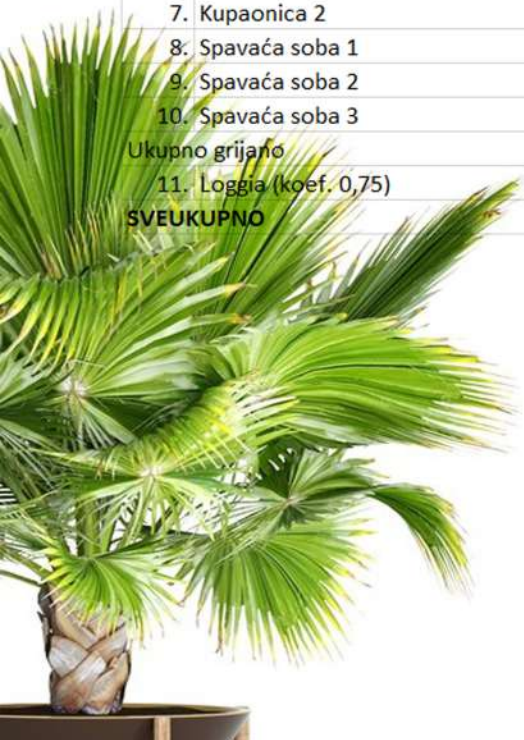 7. Kupaonica 2
8. Spavaća soba 1
9. Spavaća soba 2
10. Spavaća soba 3
Ukupno grijano
11. Loggia (koef. 0,75)
SVEUKUPNO